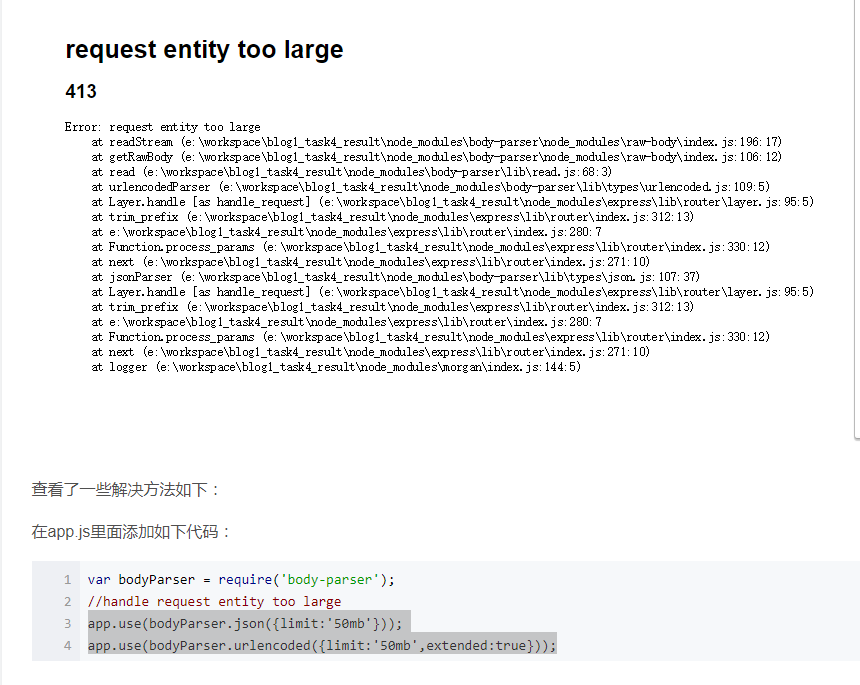 request entity too large
413
Error: request entity too large
at readStream (e:\workspace\blog1_task4_result\node_modules\body-parser\node_modules\raw-body\index.js:196:17)
at getRawBody (e:\workspace\blog1_task4_result\node_modules\body-parser\node_modules\raw-body\index.js:106:12)
at read (e:\workspace\blog1_task4_result\node_modules\body-parser\lib\read.js:68:3)
at urlencodedParser (e:\workspace\blog1_task4_result\node_modules\body-parser\lib\types\urlencoded.js:109:5)
at Layer.handle [as handle_request] (e:\workspace\blog1_task4_result\node_modules\express\lib\router\layer.js:95:5)
at trim_prefix (e:\workspace\blog1_task4_result\node_modules\express\lib\router\index.js:312:13)
at e:\workspace\blog1_task4_result\node_modules\express\lib\router\index.js:280:7
at Function.process_params (e:\workspace\blog1_task4_result\node_modules\express\lib\router\index.js:330:12)
at next (e:\workspace\blog1_task4_result\node_modules\express\lib\router\index.js:271:10)
at jsonParser (e:\workspace\blog1_task4_result\node_modules\body-parser\lib\types\json.js:107:37)
at Layer.handle [as handle_request] (e:\workspace\blog1_task4_result\node_modules\express\lib\router\layer.js:95:5)
at trim_prefix (e:\workspace\blog1_task4_result\node_modules\express\lib\router\index.js:312:13)
at e:\workspace\blog1_task4_result\node_modules\express\lib\router\index.js:280:7
at Function.process_params (e:\workspace\blog1_task4_result\node_modules\express\lib\router\index.js:330:12)
at next (e:\workspace\blog1_task4_result\node_modules\express\lib\router\index.js:271:10)
at logger (e:\workspace\blog1_task4_result\node_modules\morgan\index.js:144:5)
查看了一些解决方法如下：
在app.js里面添加如下代码：
1 var bodyParser = require('body-parser');
2 //handle request entity too large
3 app.use(bodyParser.json({limit:'50mb'}));
4 app.use(bodyParser.urlencoded({limit:'50mb',extended:true}));